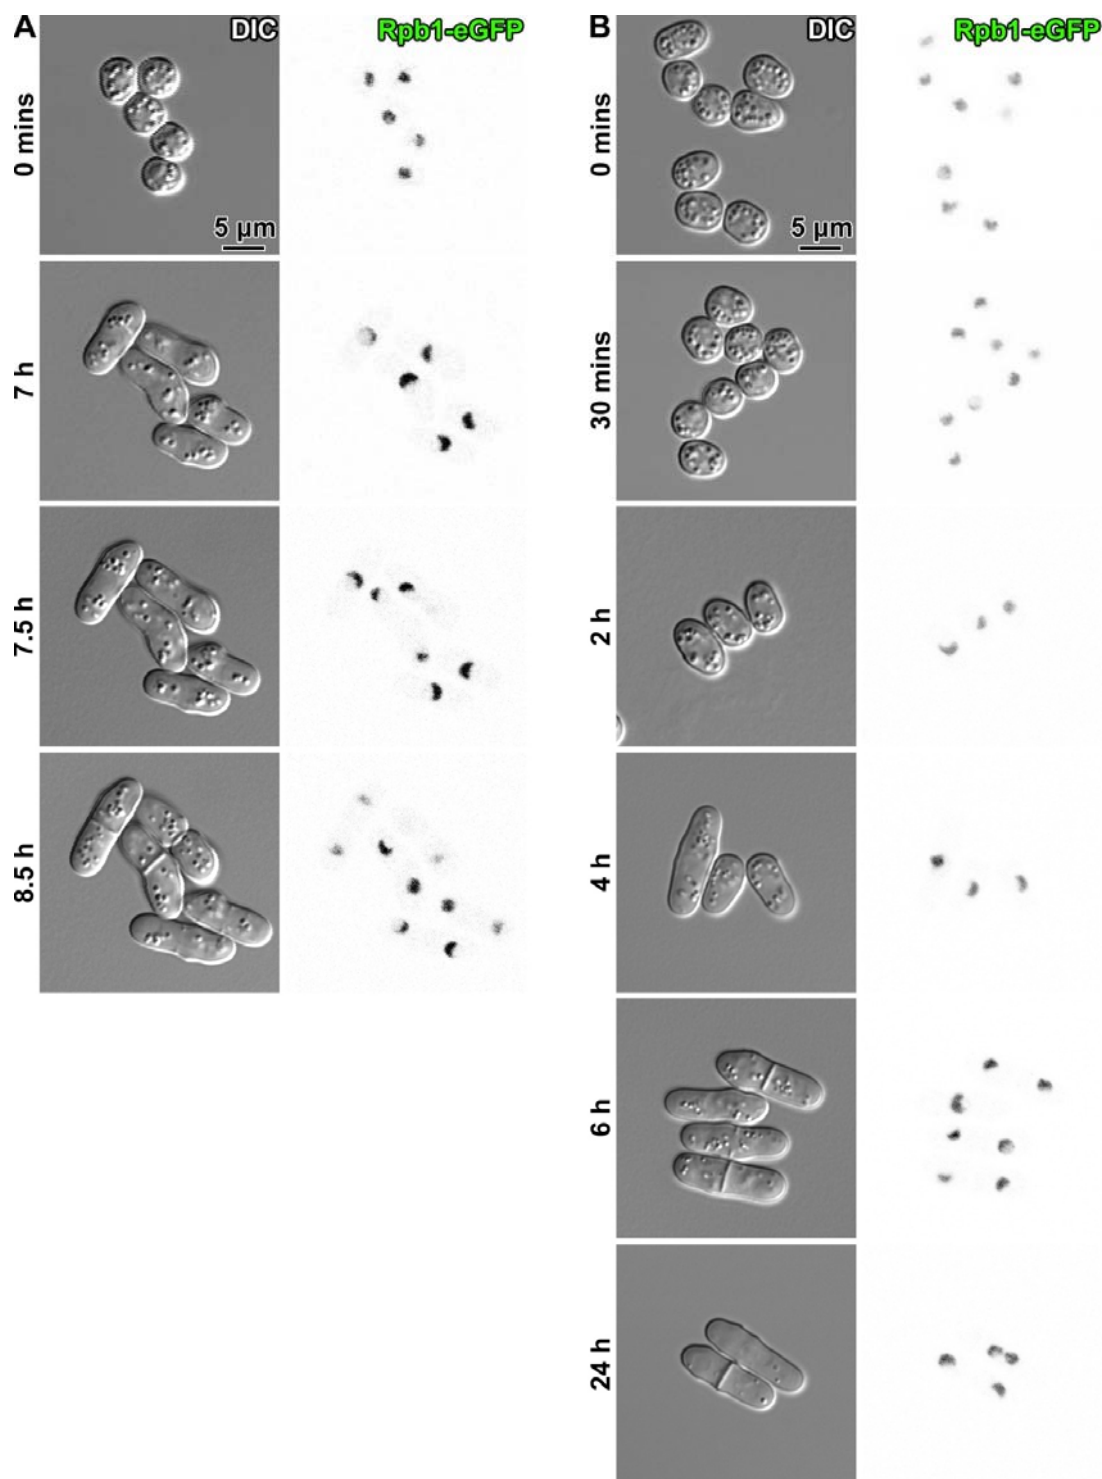 A DIC Rpb1-eGFP
0 mins
5 µm
7 h
7.5 h
8.5 h
B DIC Rpb1-eGFP
0 mins
5 µm
30 mins
2 h
4 h
6 h
24 h